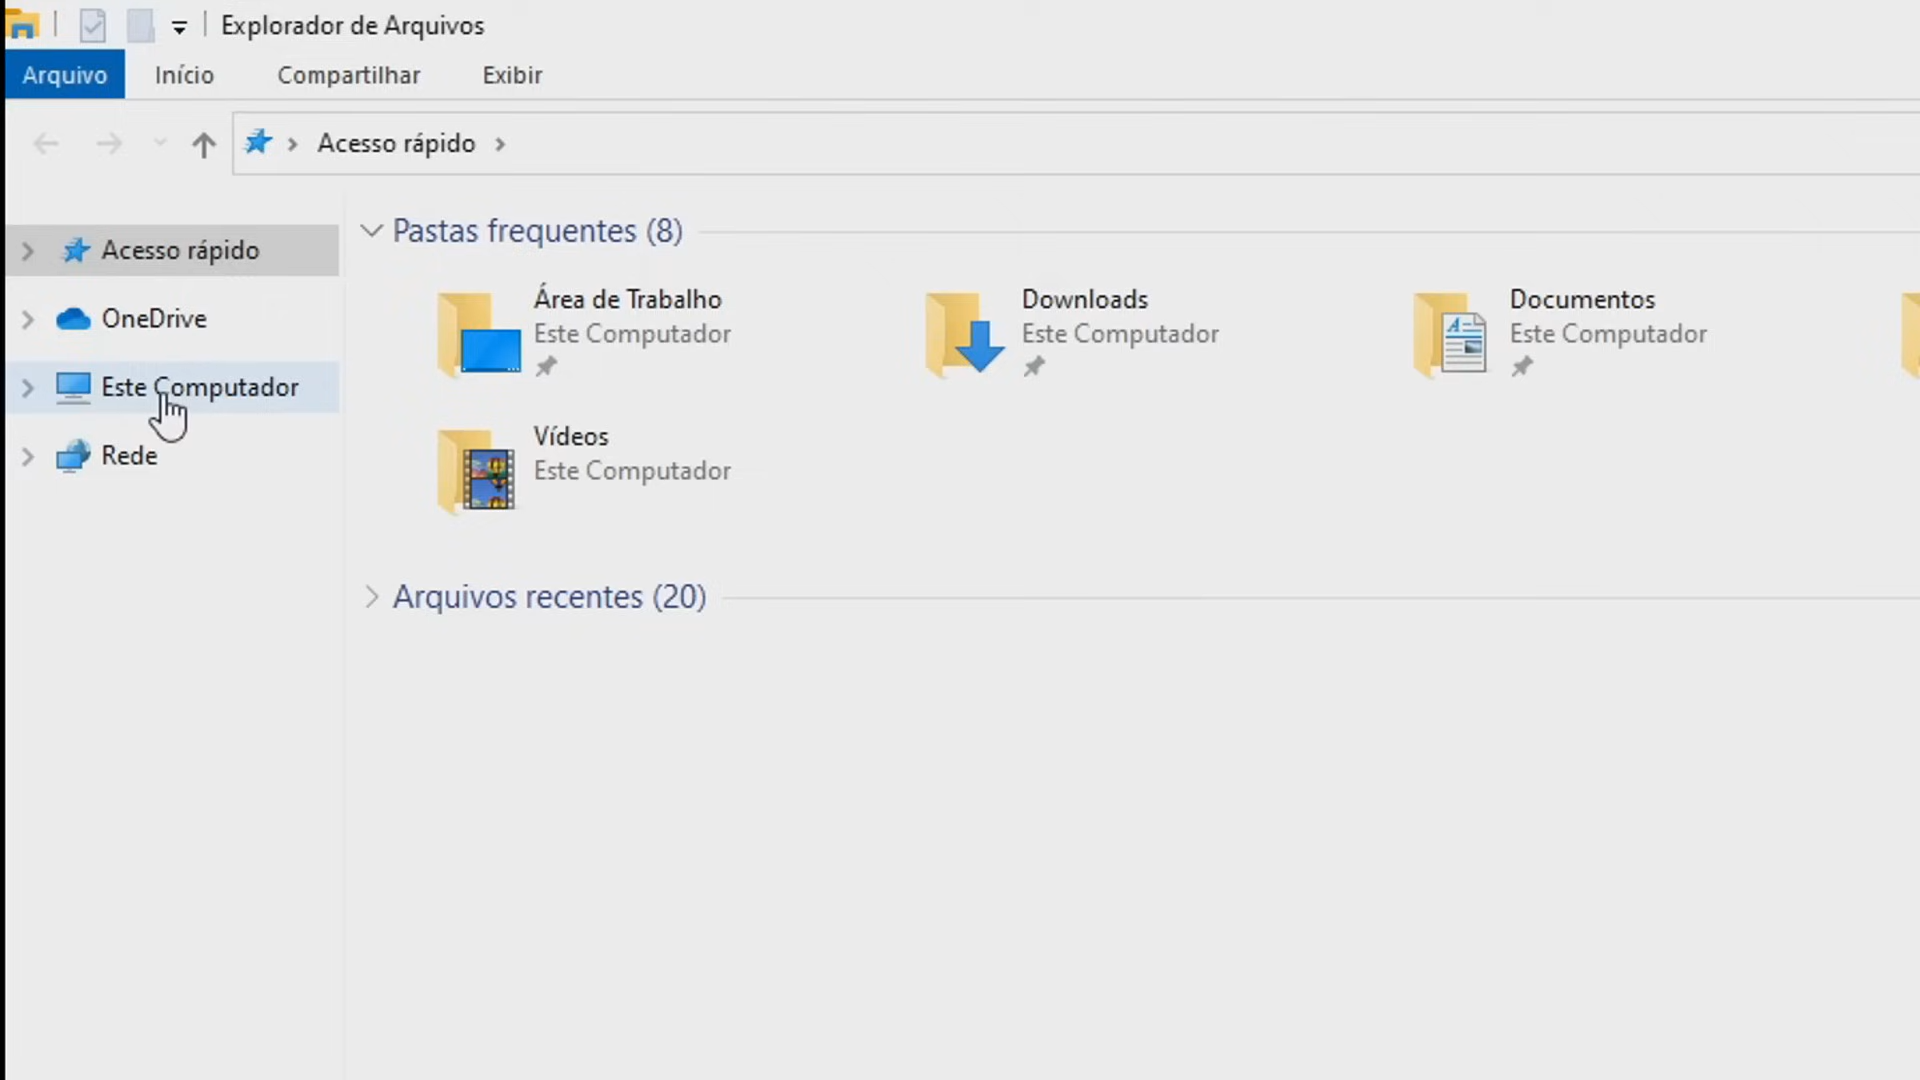 Explorador de Arquivos
Arquivo Início Compartilhar Exibir
Acesso rápido
Acesso rápido
OneDrive
Este Computador
Rede
Pastas frequentes (8)
Área de Trabalho
Este Computador
Downloads
Este Computador
Documentos
Este Computador
Vídeos
Este Computador
Arquivos recentes (20)